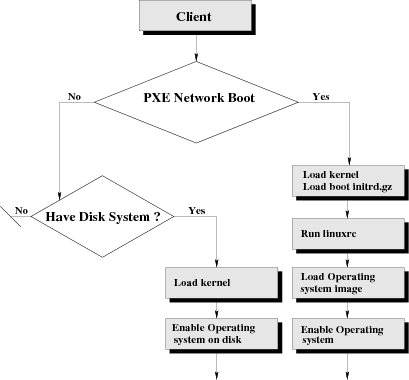 Client
PXE Network Boot
No
Yes
Load kernel
Load boot initrd.gz
No
Have Disk System ?
Yes
Run linuxrc
Load kernel
Load Operating
system image
Enable Operating
system on disk
Enable Operating
system